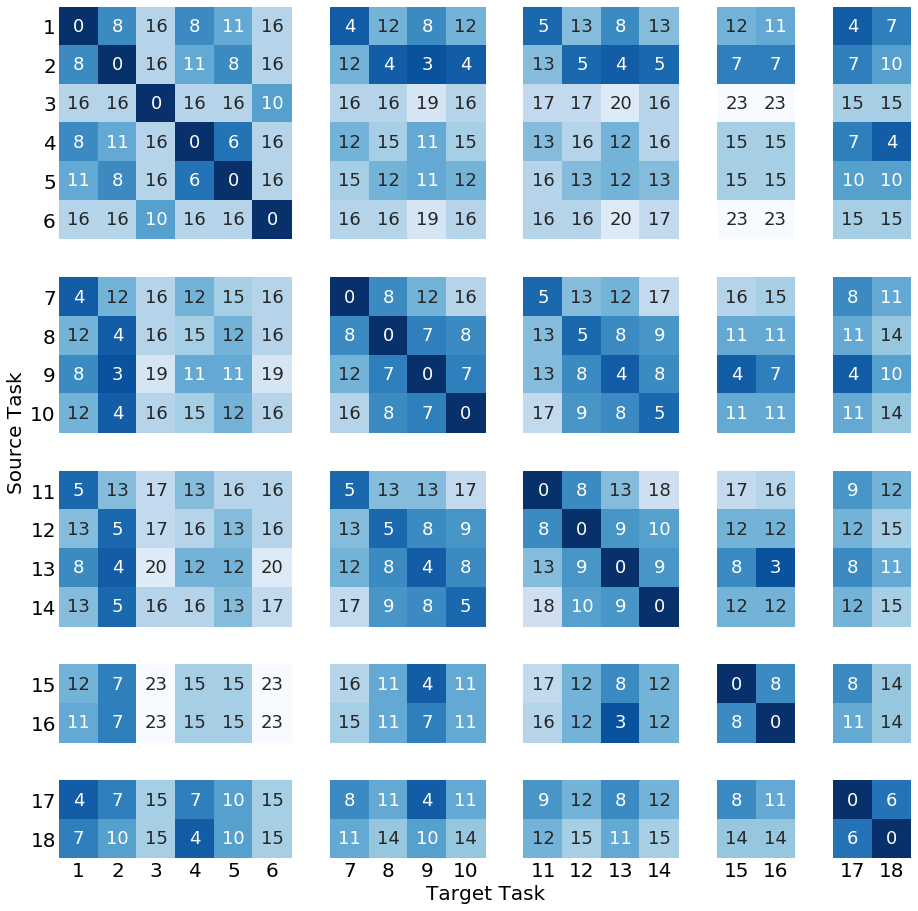 1 0 8 16 8 11 16 4 12 8 12 5 13 8 13 12 11 4 7
2 8 0 16 11 8 16 12 4 3 4 13 5 4 5 7 7 7 10
3 16 16 0 16 16 10 16 16 19 16 17 17 20 16 23 23 15 15
4 8 11 16 0 6 16 12 15 11 15 13 16 12 16 15 15 7 4
5 11 8 16 6 0 16 15 12 11 12 16 13 12 13 15 15 10 10
6 16 16 10 16 16 0 16 16 19 16 16 16 20 17 23 23 15 15
7 4 12 16 12 15 16 0 8 12 16 5 13 12 17 16 15 8 11
8 12 4 16 15 12 16 8 0 7 8 13 5 8 9 11 11 11 14
9 8 3 19 11 11 19 12 7 0 7 13 8 4 8 4 7 4 10
10 12 4 16 15 12 16 16 8 7 0 17 9 8 5 11 11 11 14
Source Task
11 5 13 17 13 16 16 5 13 13 17 0 8 13 18 17 16 9 12
12 13 5 17 16 13 16 13 5 8 9 8 0 9 10 12 12 12 15
13 8 4 20 12 12 20 12 8 4 8 13 9 0 9 8 3 8 11
14 13 5 16 16 13 17 17 9 8 5 18 10 9 0 12 12 12 15
15 12 7 23 15 15 23 16 11 4 11 17 12 8 12 0 8 8 14
16 11 7 23 15 15 23 15 11 7 11 16 12 3 12 8 0 11 14
17 4 7 15 7 10 15 8 11 4 11 9 12 8 12 8 11 0 6
18 7 10 15 4 10 15 11 14 10 14 12 15 11 15 14 14 6 0
1 2 3 4 5 6 7 8 9 10 11 12 13 14 15 16 17 18
Target Task